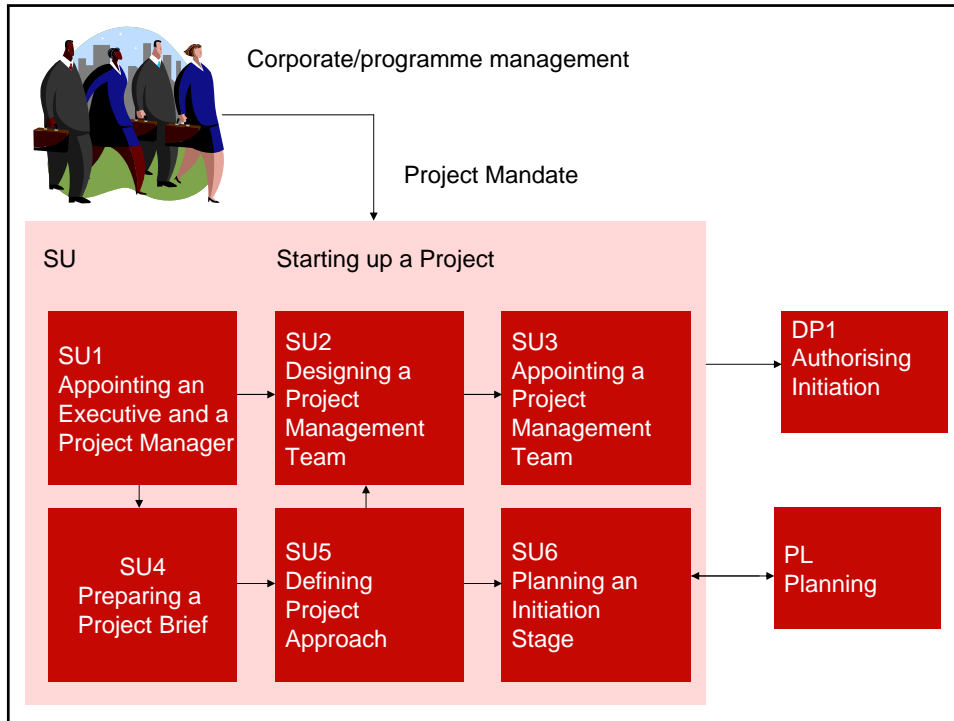 Corporate/programme management
Project Mandate
SU
Starting up a Project
SU1
Appointing an
Executive and a
Project Manager
SU2
Designing a
Project
Management
Team
SU3
Appointing a
Project
Management
Team
DP1
Authorising
Initiation
SU4
Preparing a
Project Brief
SU5
Defining
Project
Approach
SU6
Planning an
Initiation
Stage
PL
Planning